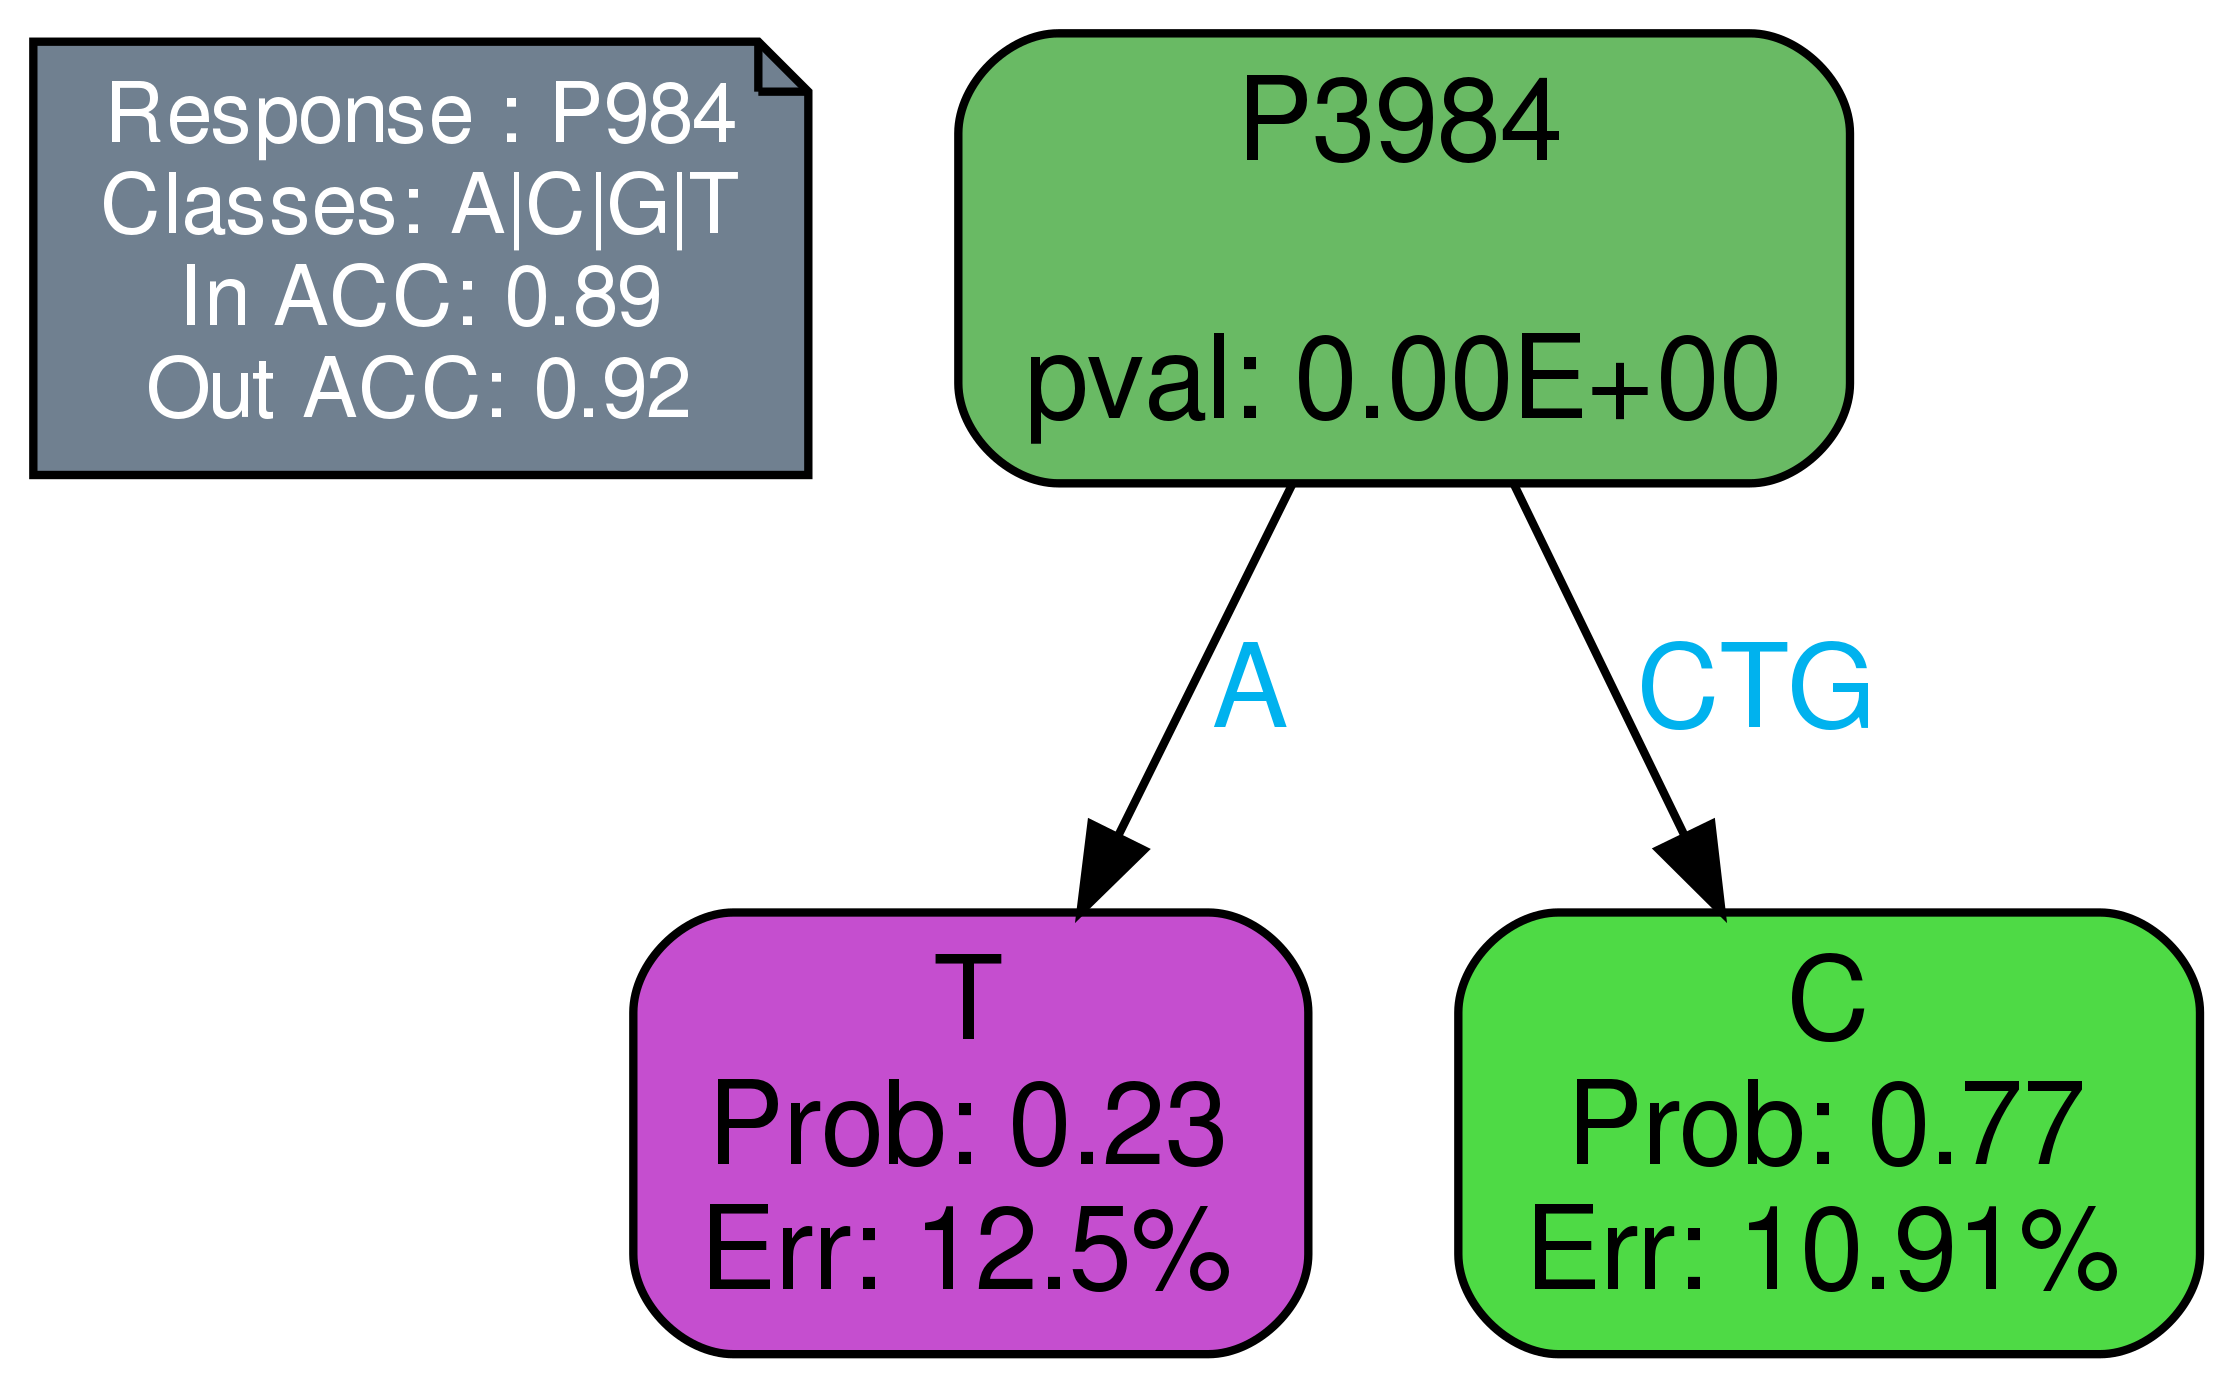 Response : P984
Classes: A|C|G|T
In ACC: 0.89
Out ACC: 0.92
P3984
pval: 0.00E+00
A
CTG
T
Prob: 0.23
Err: 12.5%
C
Prob: 0.77
Err: 10.91%